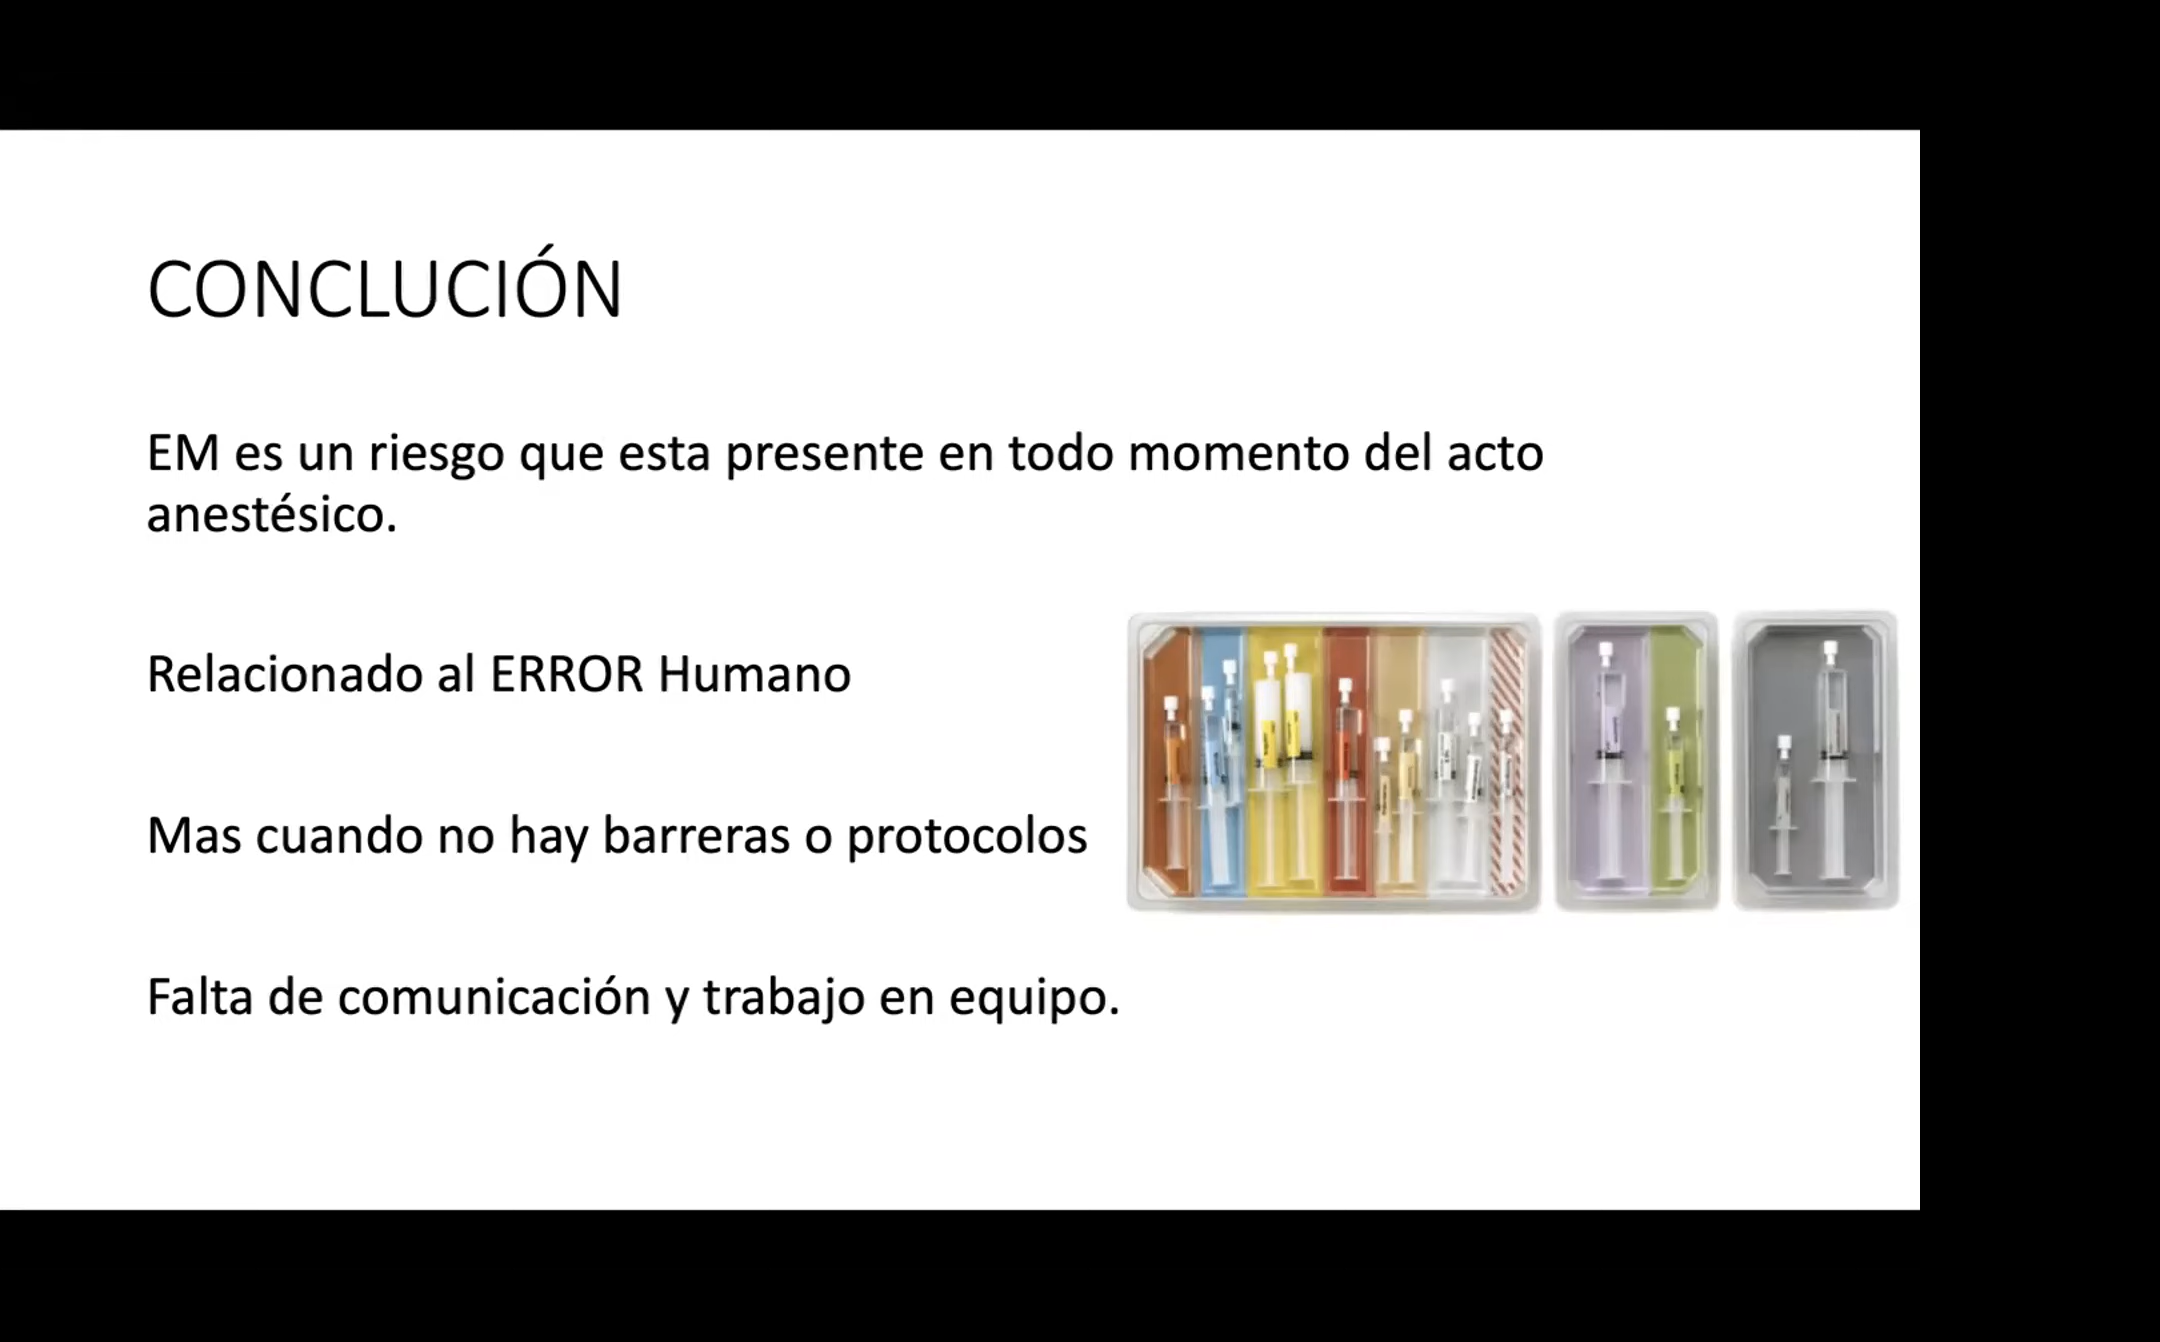 CONCLUCIÓN
EM es un riesgo que esta presente en todo momento del acto
anestésico.
Relacionado al ERROR Humano
Mas cuando no hay barreras o protocolos
Falta de comunicación y trabajo en equipo.